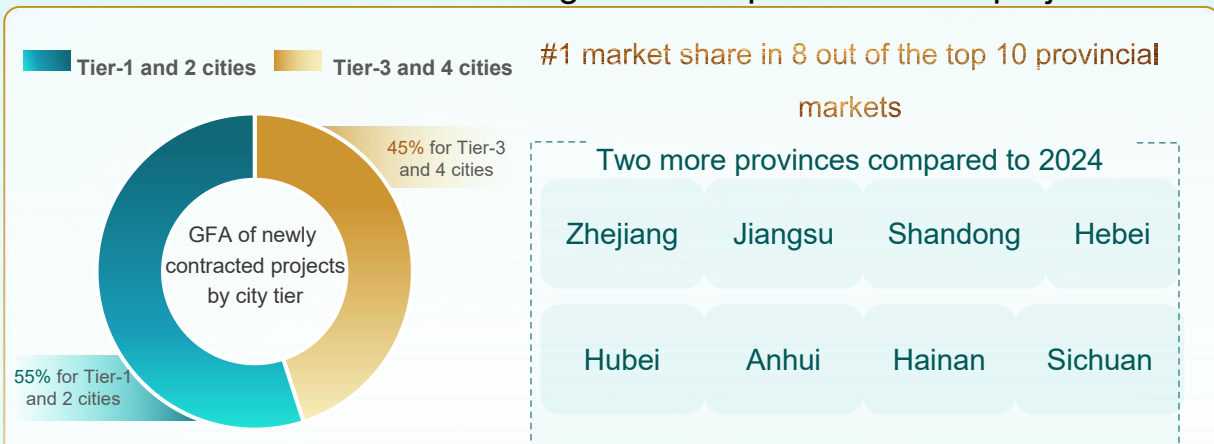 Tier-1 and 2 cities
Tier-3 and 4 cities
45% for Tier-3
and 4 cities
GFA of newly
contracted projects
by city tier
55% for Tier-1
and 2 cities
#1 market share in 8 out of the top 10 provincial
markets
Two more provinces compared to 2024
Zhejiang Jiangsu Shandong Hebei
Hubei Anhui Hainan Sichuan